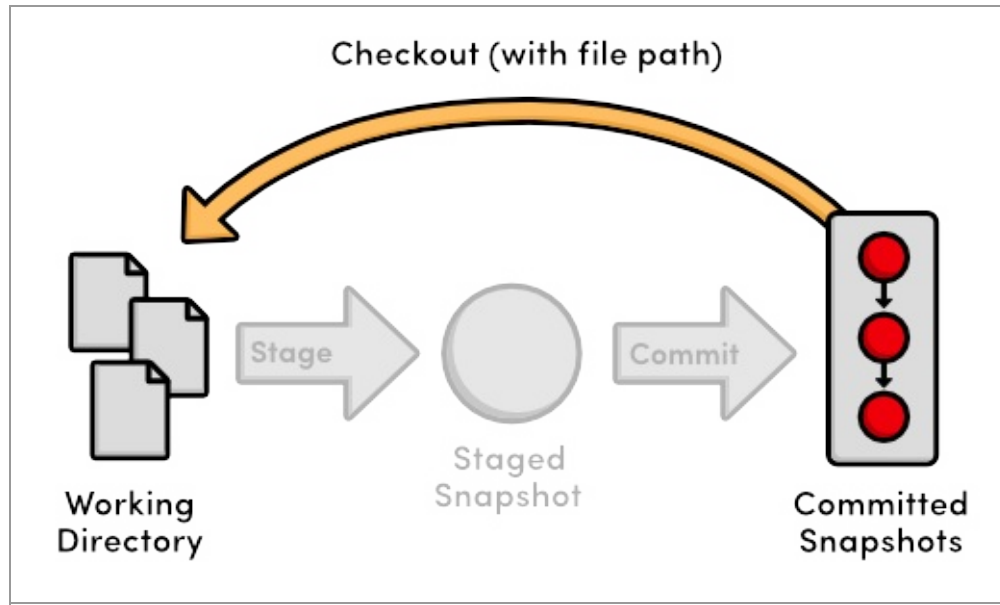 Checkout (with file path)
Stage
Commit
Staged
Snapshot
Working
Directory
Committed
Snapshots